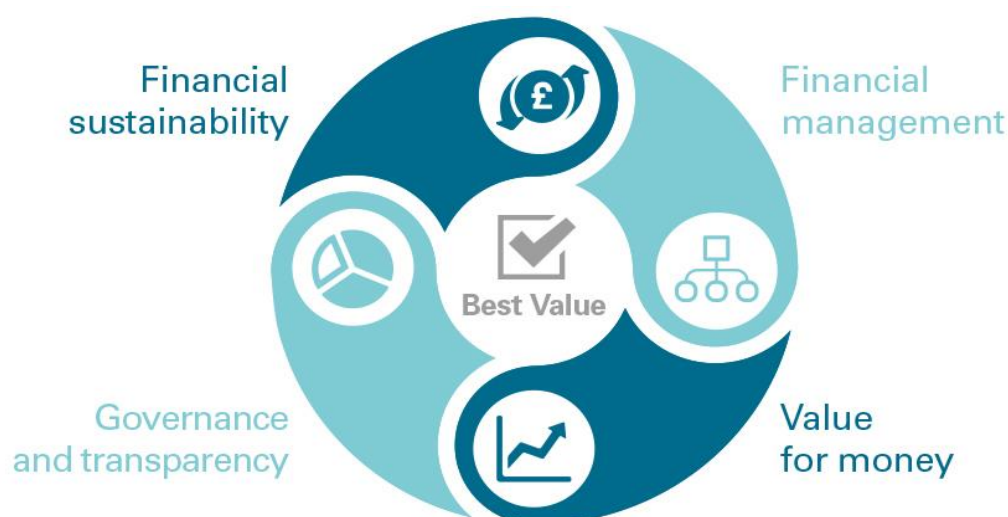 Financial
sustainability
Financial
management
£
Best Value
Governance
and transparency
Value
for money